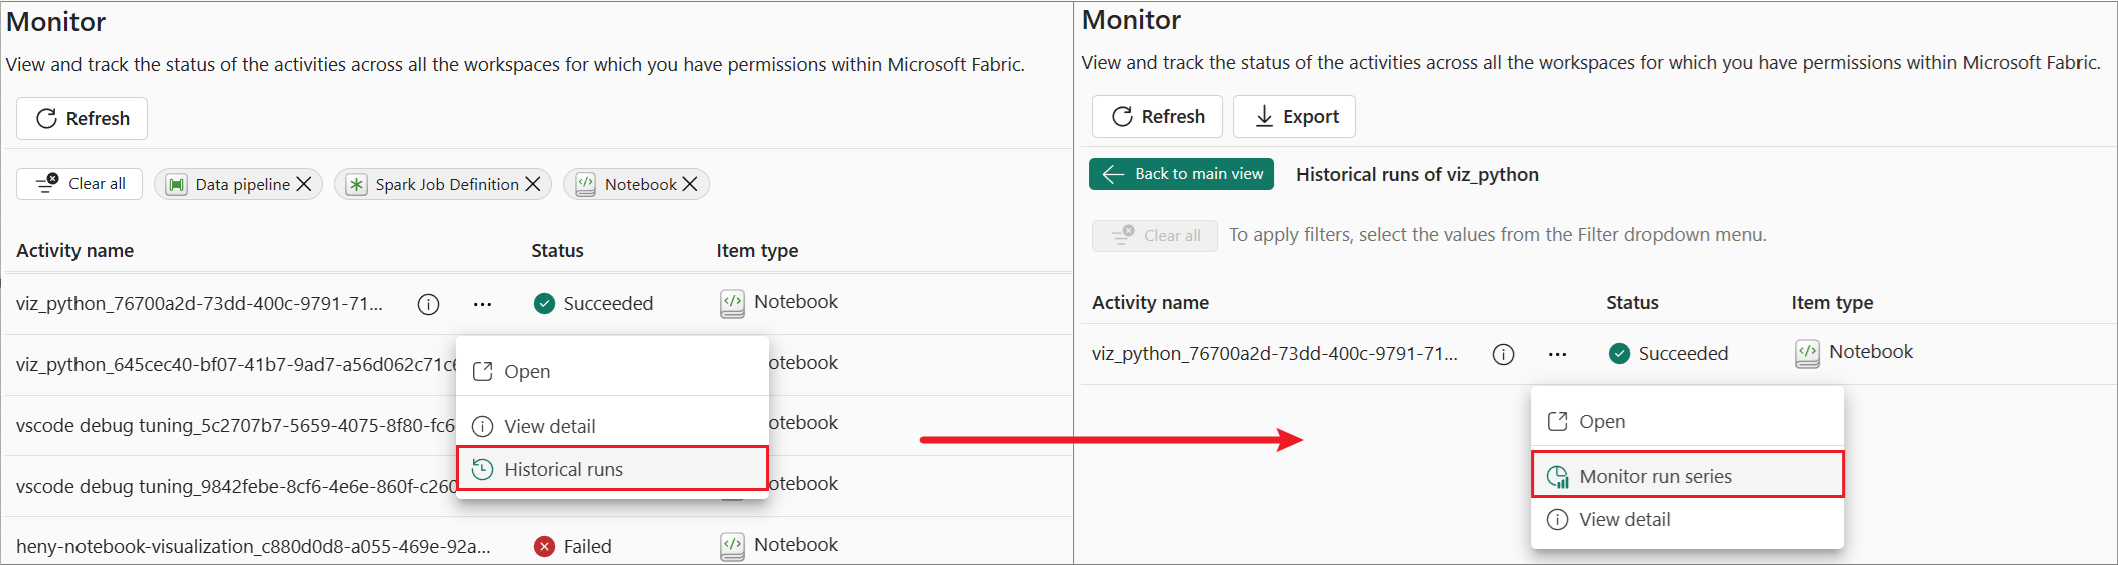 Monitor
View and track the status of the activities across all the workspaces for which you have permissions within Microsoft Fabric.
Refresh
Clear all
Data pipeline
Spark Job Definition
Notebook
Activity name Status Item type
viz_python_76700a2d-73dd-400c-9791-71... Succeeded Notebook
viz_python_645cec40-bf07-41b7-9ad7-a56d062c71c otebook
vscode debug tuning_5c2707b7-5659-4075-8f80-fc6 otebook
vscode debug tuning_9842febe-8cf6-4e6e-860f-c260 otebook
heny-notebook-visualization_c880d0d8-a055-469e-92a... Failed Notebook
Open
View detail
Historical runs
Monitor
View and track the status of the activities across all the workspaces for which you have permissions within Microsoft Fabric.
Refresh
Export
Back to main view
Historical runs of viz_python
Clear all
To apply filters, select the values from the Filter dropdown menu.
Activity name Status Item type
viz_python_76700a2d-73dd-400c-9791-71... Succeeded Notebook
Open
Monitor run series
View detail